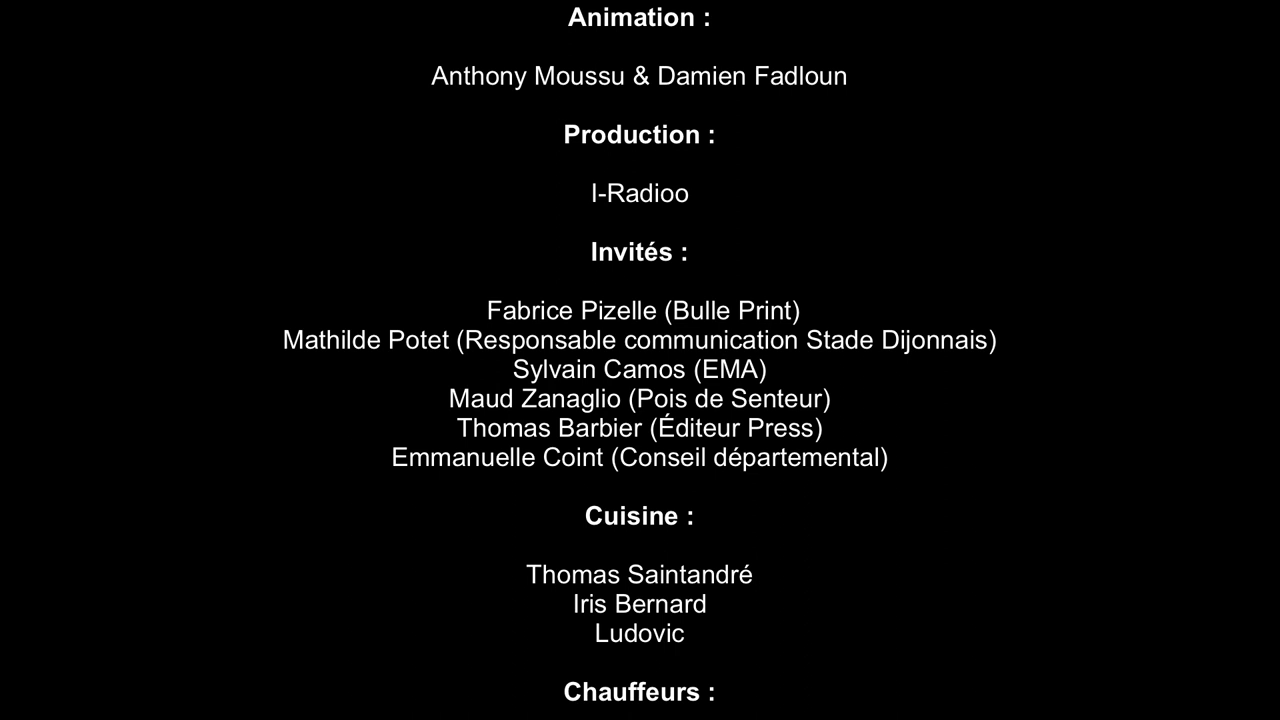 Animation :
Anthony Moussu & Damien Fadloun
Production :
I-Radioo
Invités :
Fabrice Pizelle (Bulle Print)
Mathilde Potet (Responsable communication Stade Dijonnais)
Sylvain Camos (EMA)
Maud Zanaglio (Pois de Senteur)
Thomas Barbier (Éditeur Press)
Emmanuelle Coint (Conseil départemental)
Cuisine :
Thomas Saintandré
Iris Bernard
Ludovic
Chauffeurs :